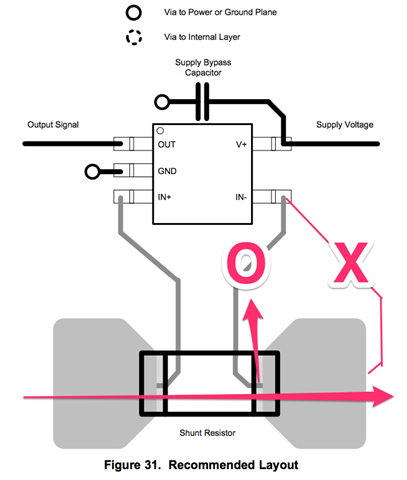 Via to Power or Ground Plane
Via to Internal Layer
Supply Bypass
Capacitor
Output Signal
Supply Voltage
OUT
V+
GND
IN+
IN-
O
X
Shunt Resistor
Figure 31. Recommended Layout